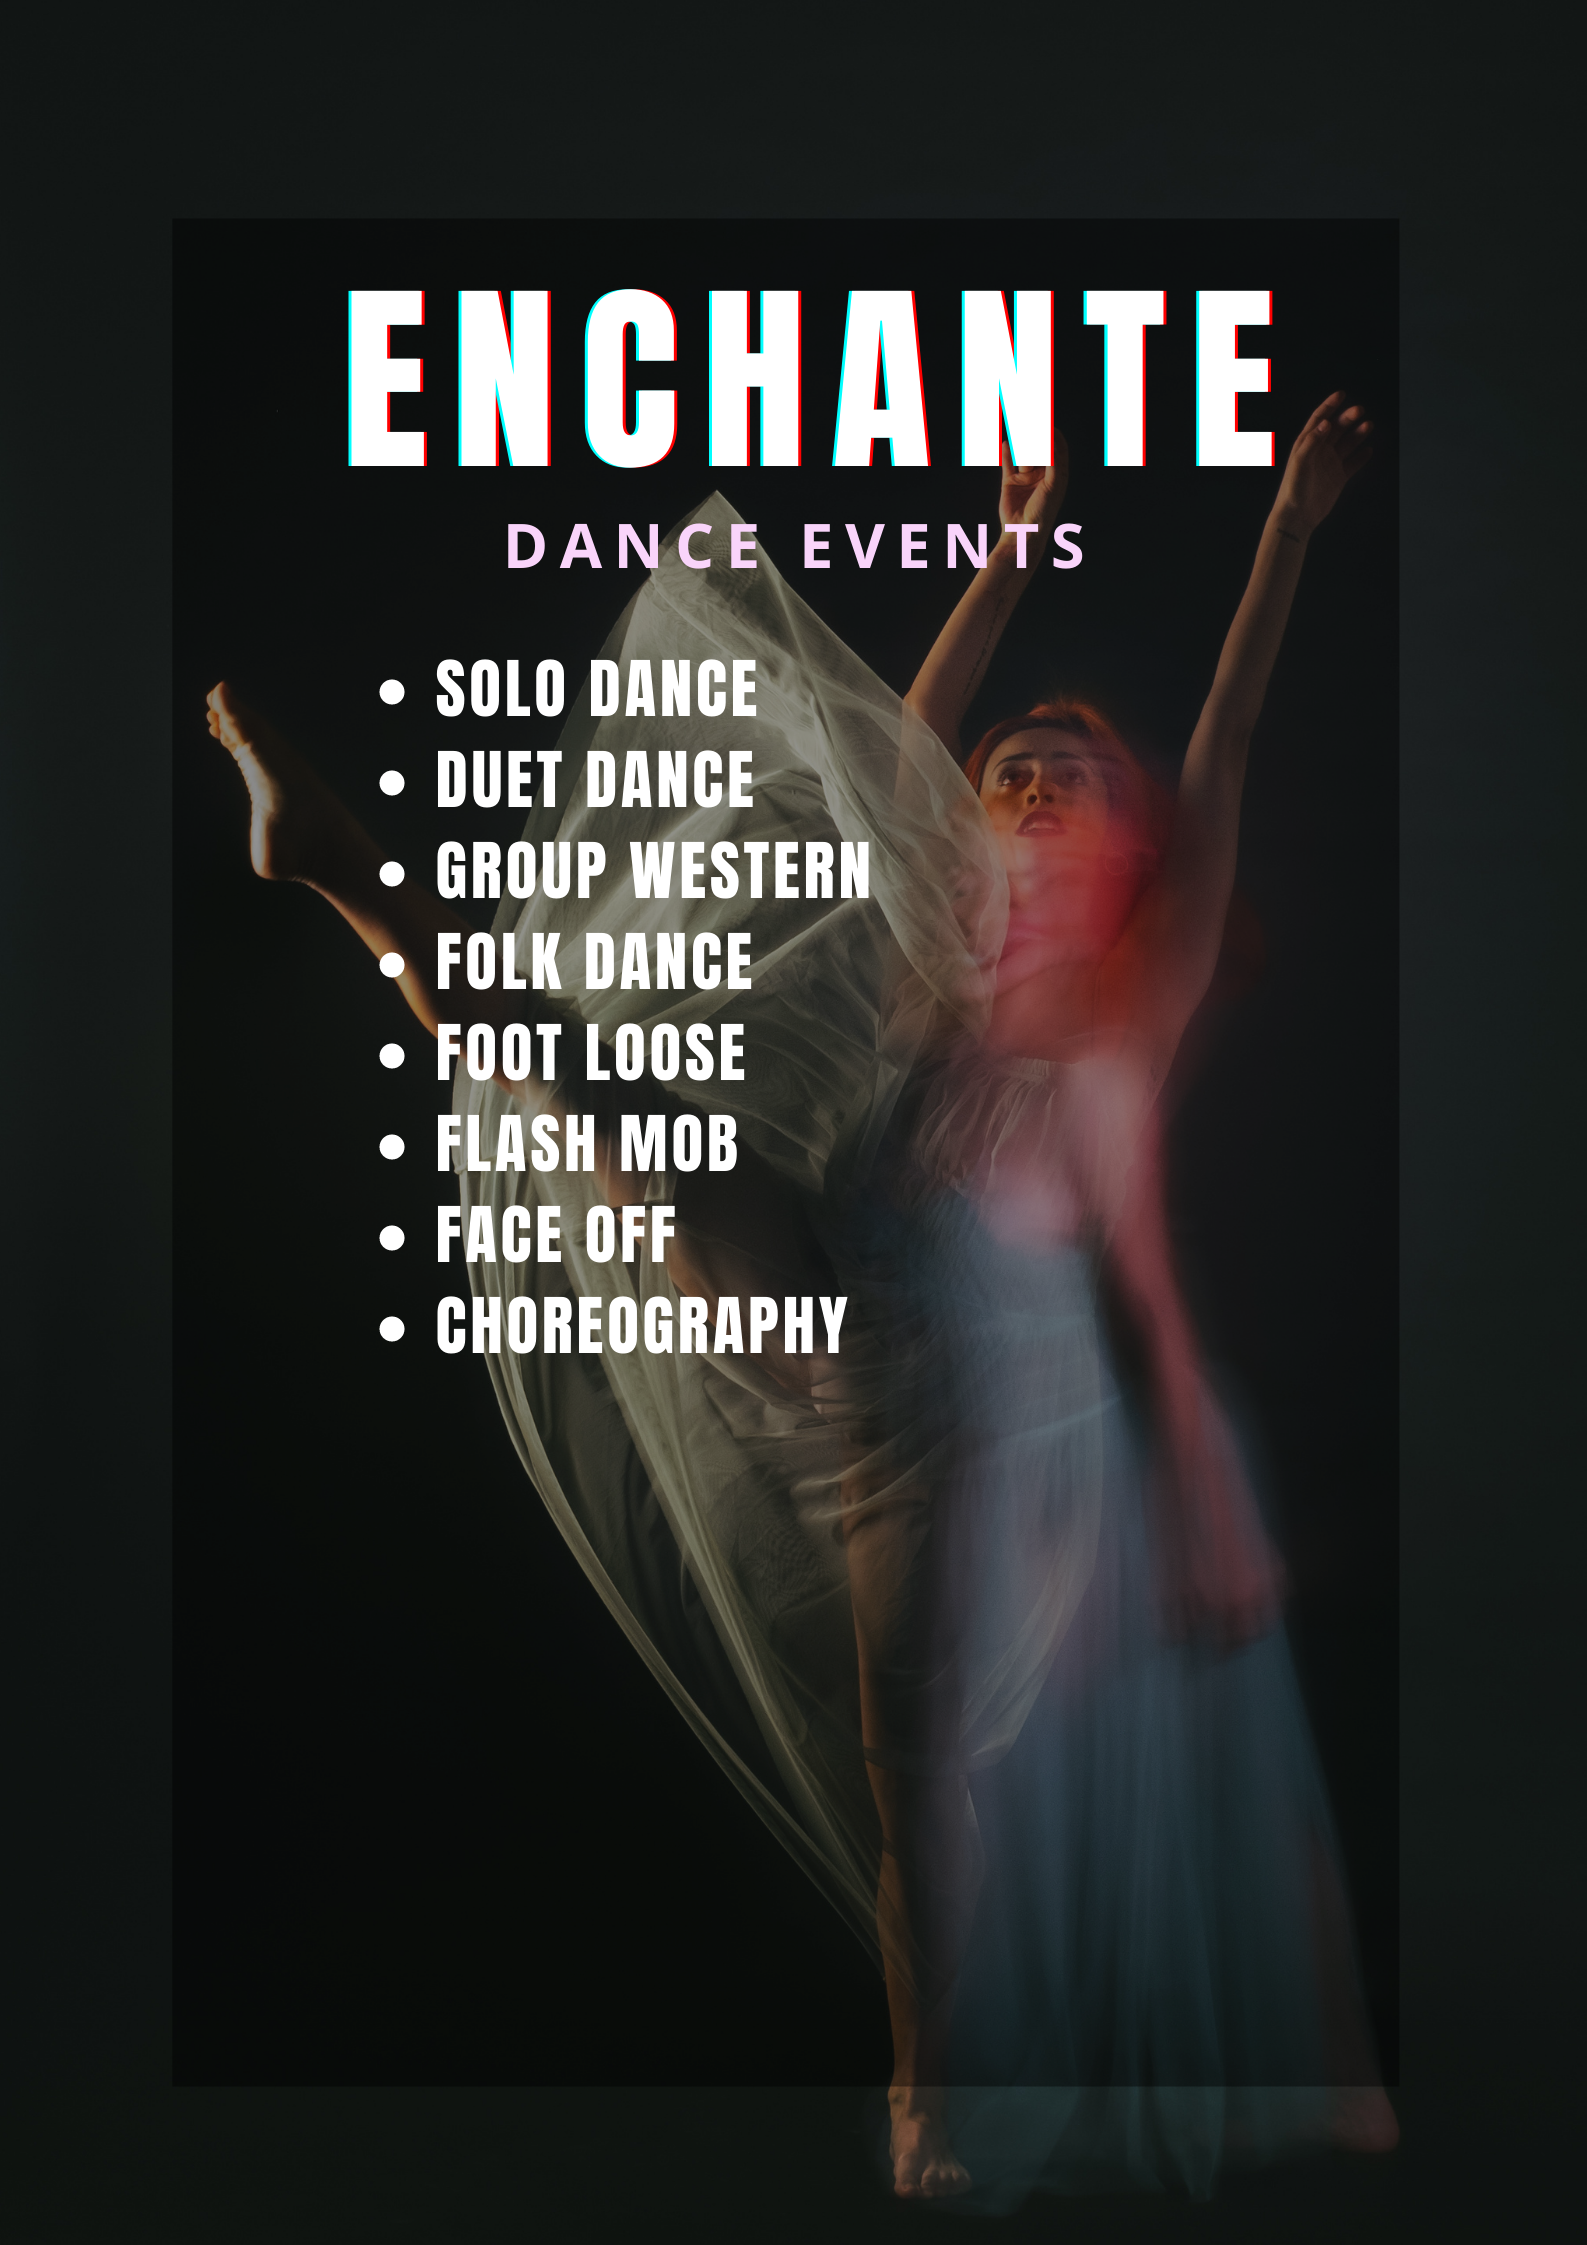 ENCHANTE
DANCE EVENTS
• SOLO DANCE
• DUET DANCE
• GROUP WESTERN
• FOLK DANCE
• FOOT LOOSE
• FLASH MOB
• FACE OFF
• CHOREOGRAPHY